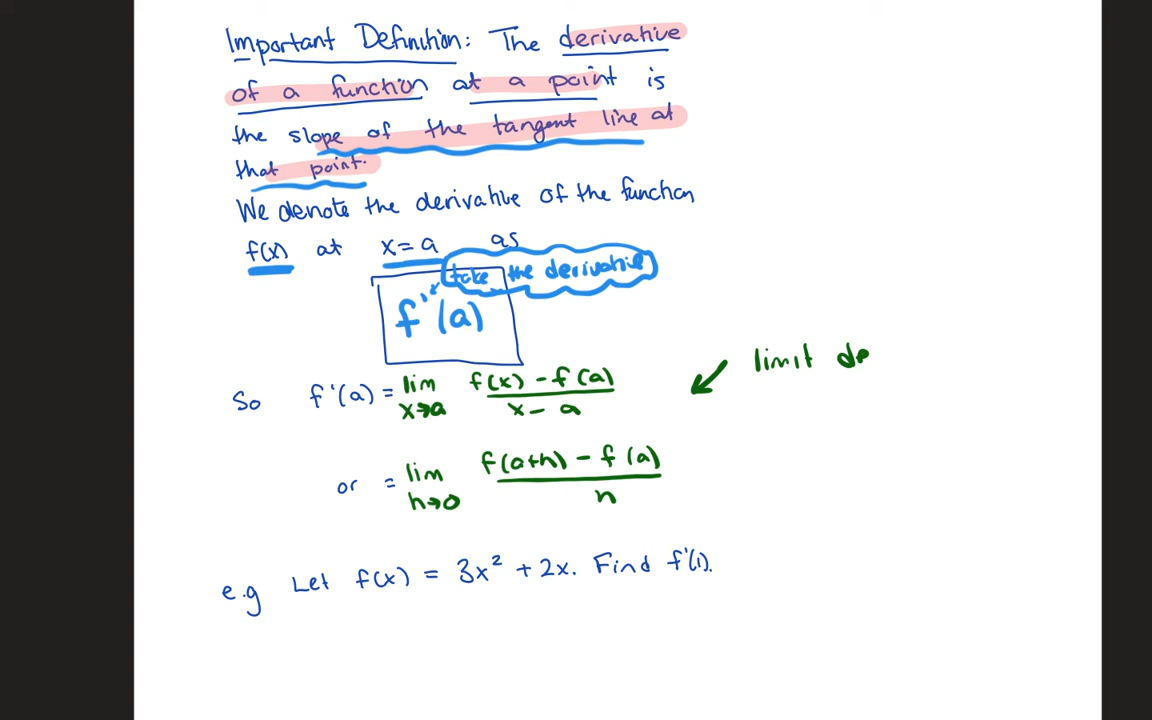 Important Definition: The derivative
of a function at a point is
the slope of the tangent line at
that point.
We denote the derivative of the function
f(x) at x = a as
take the derivative
f'(a)
limit de
So f'(a) = lim x→a f(x) - f(a) / x - a
or = lim h→0 f(a+h) - f(a) / h
e.g Let f(x) = 3x² + 2x. Find f'(1).